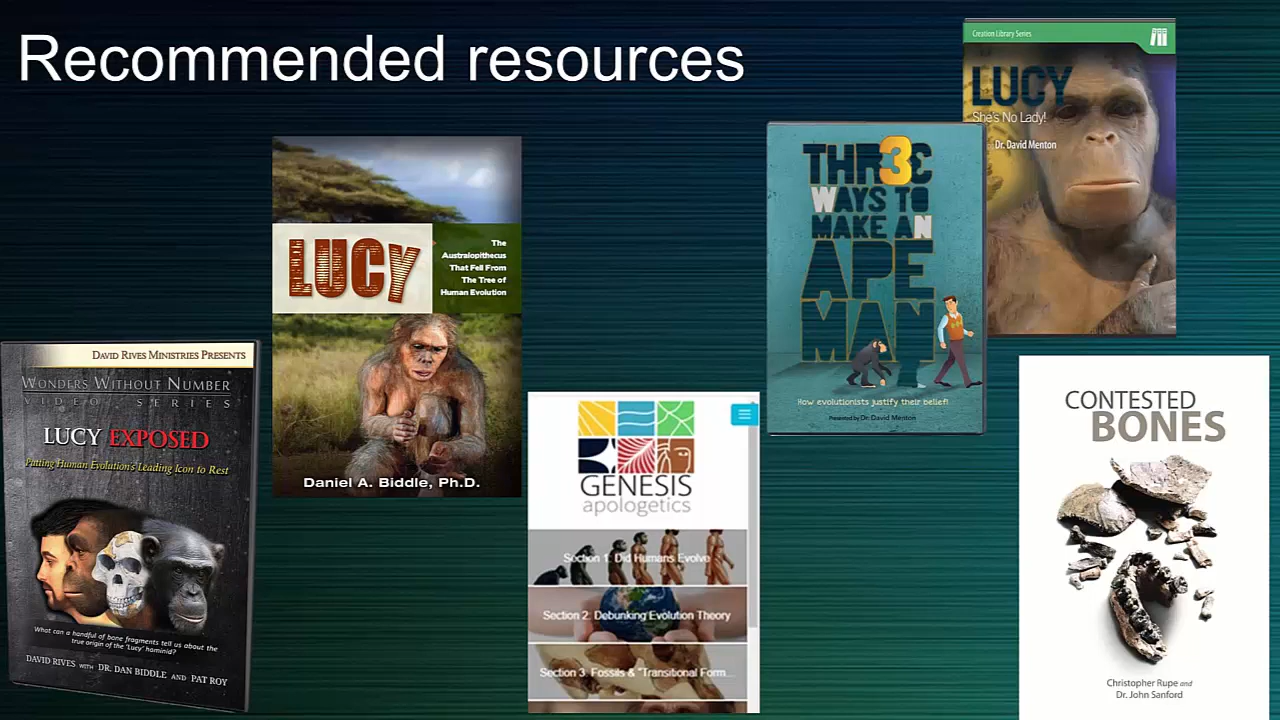 Recommended resources
Creation Library Series
LUCY
She's No Lady!
Dr. David Menton
THR3E
WAYS TO
MAKE AN
APE
MAN
How evolutionists justify their belief!
Presented by Dr. David Menton
LUCY
The
Australopithecus
That Fell From
The Tree of
Human Evolution
Daniel A. Biddle, Ph.D.
DAVID RIVES MINISTRIES PRESENTS
WONDERS WITHOUT NUMBER
VIDEO SERIES
LUCY EXPOSED
Putting Human Evolution's Leading Icon to Rest
What can a handful of bone fragments tell us about the
true origin of the 'Lucy' hominid?
DAVID RIVES WITH DR. DAN BIDDLE AND PAT ROY
GENESIS
apologetics
Section 1: Did Humans Evolve
Section 2: Debunking Evolution Theory
Section 3: Fossils & "Transitional Form...
CONTESTED
BONES
Christopher Rupe and
Dr. John Sanford